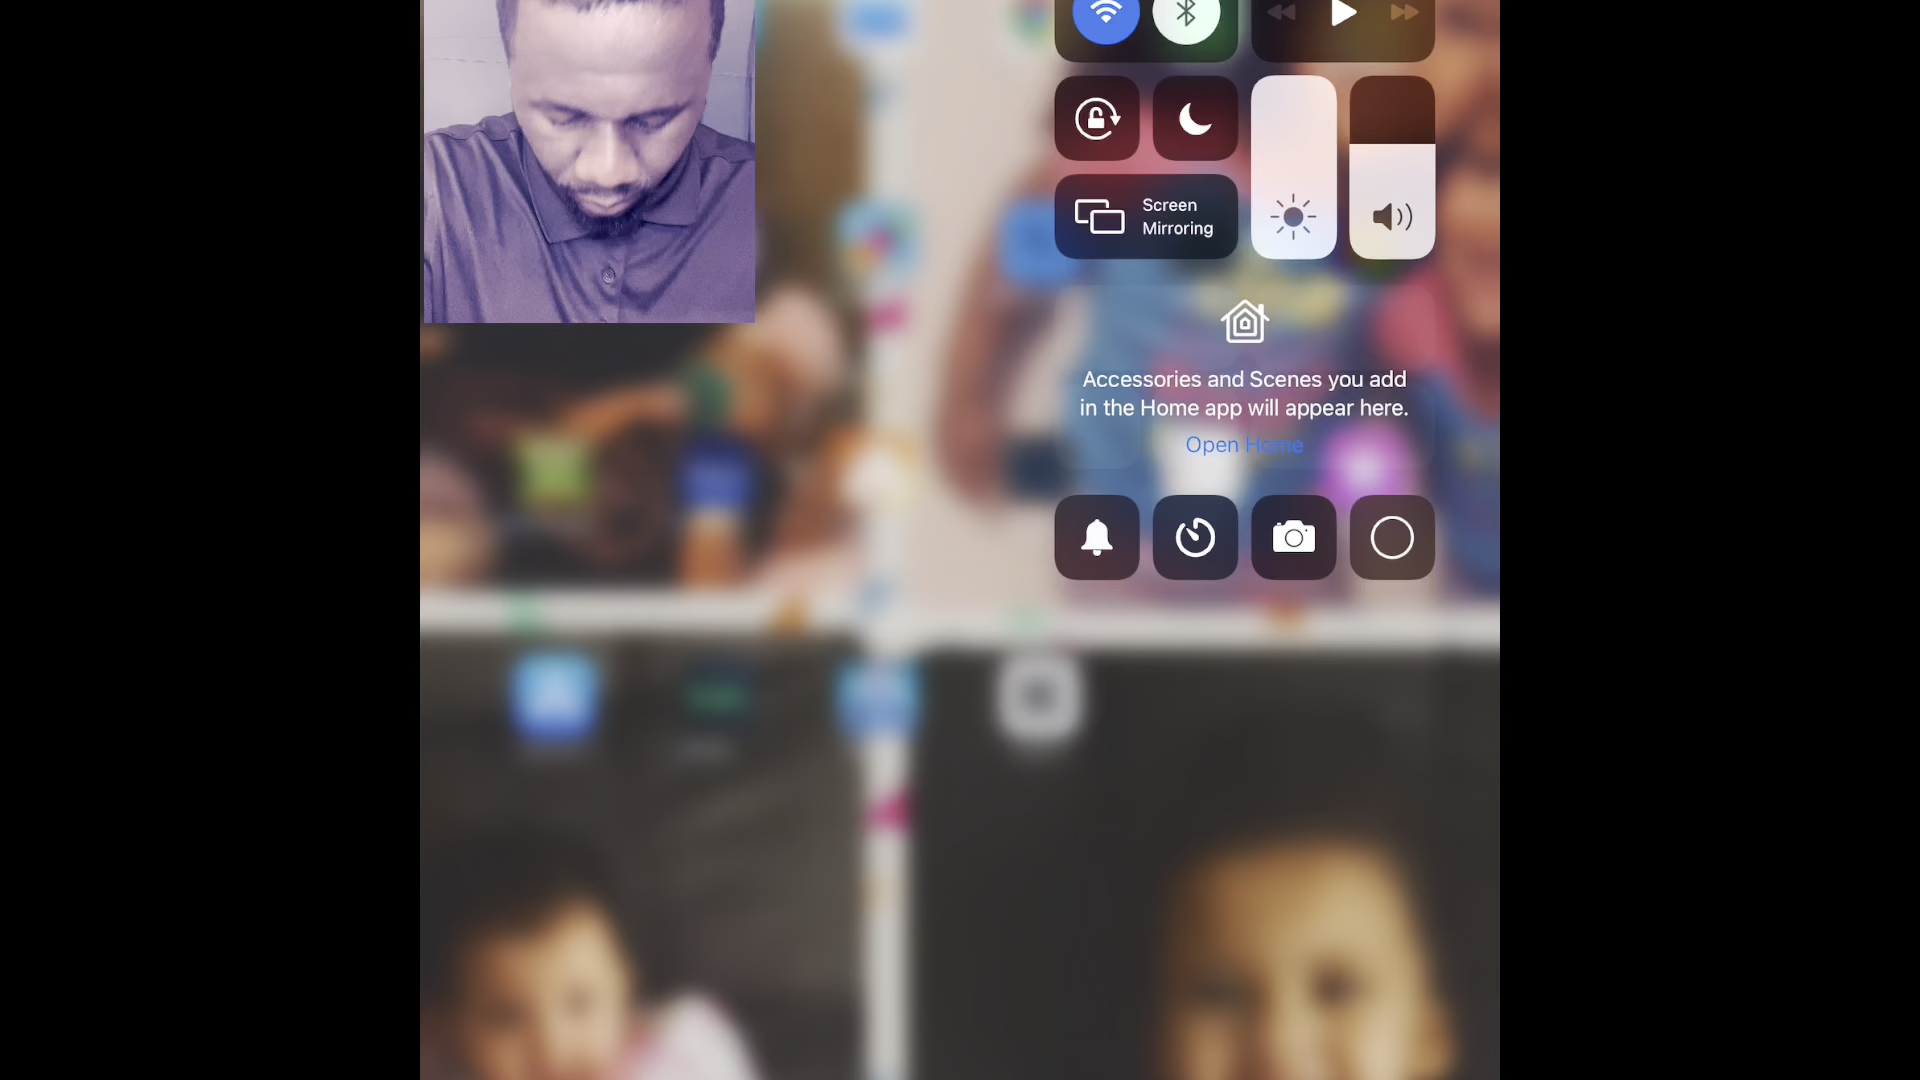 Screen
Mirroring
Accessories and Scenes you add
in the Home app will appear here.
Open Home